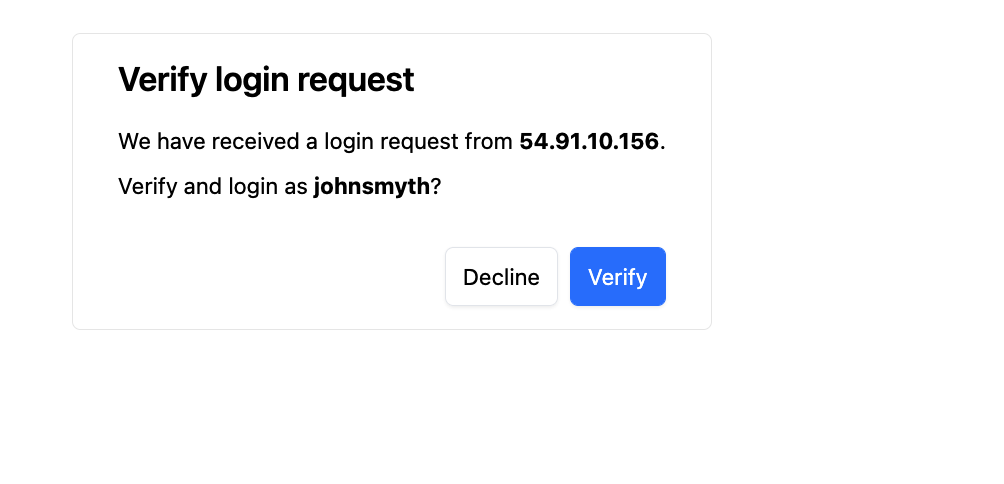 Verify login request
We have received a login request from 54.91.10.156.
Verify and login as johnsmyth?
Decline
Verify